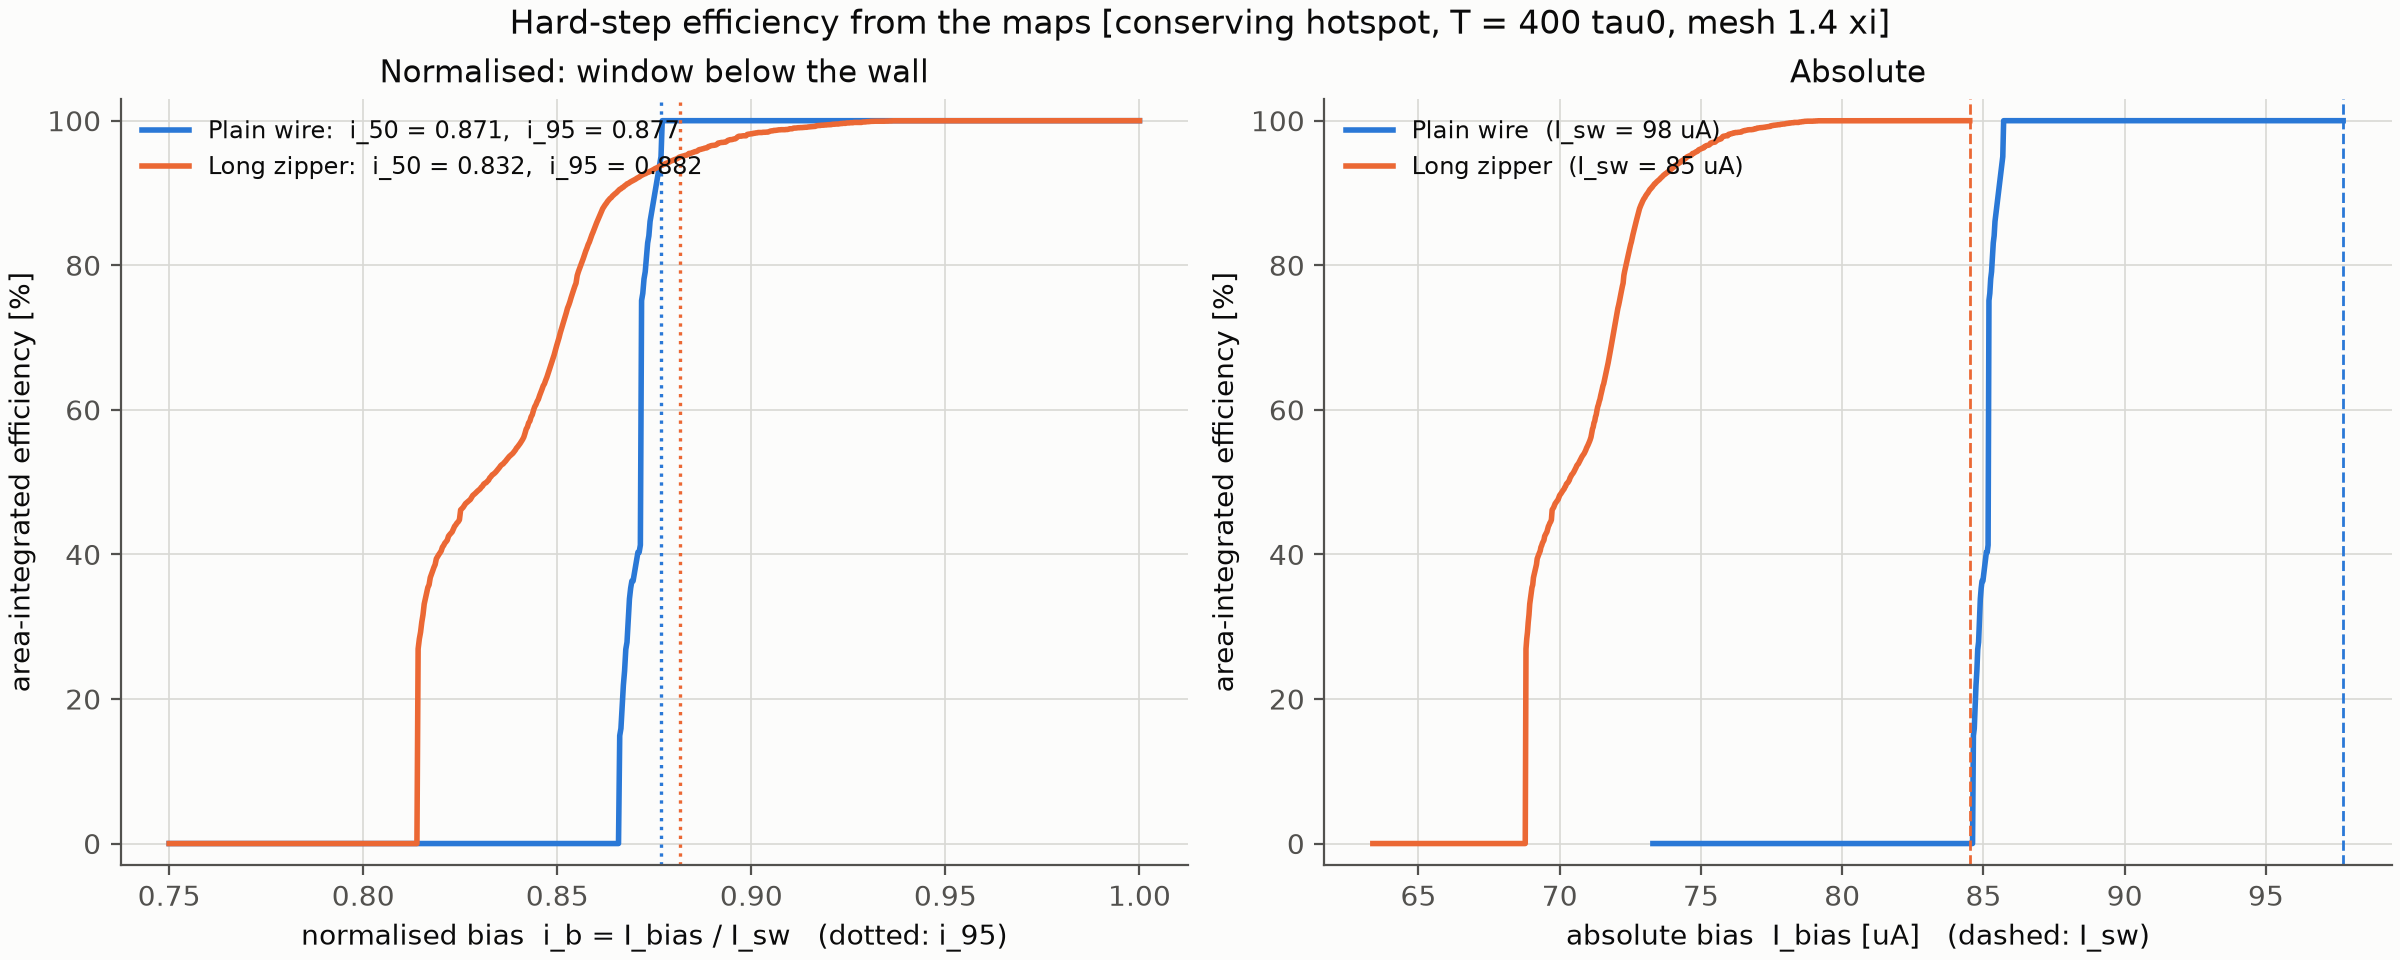 Hard-step efficiency from the maps [conserving hotspot, T = 400 tau0, mesh 1.4 xi]
Normalised: window below the wall
100
80
60
40
20
0
area-integrated efficiency [%]
Plain wire:  i_50 = 0.871,  i_95 = 0.877
Long zipper:  i_50 = 0.832,  i_95 = 0.882
0.75 0.80 0.85 0.90 0.95 1.00
normalised bias  i_b = I_bias / I_sw   (dotted: i_95)
Absolute
100
80
60
40
20
0
area-integrated efficiency [%]
Plain wire  (I_sw = 98 uA)
Long zipper  (I_sw = 85 uA)
65 70 75 80 85 90 95
absolute bias  I_bias [uA]   (dashed: I_sw)